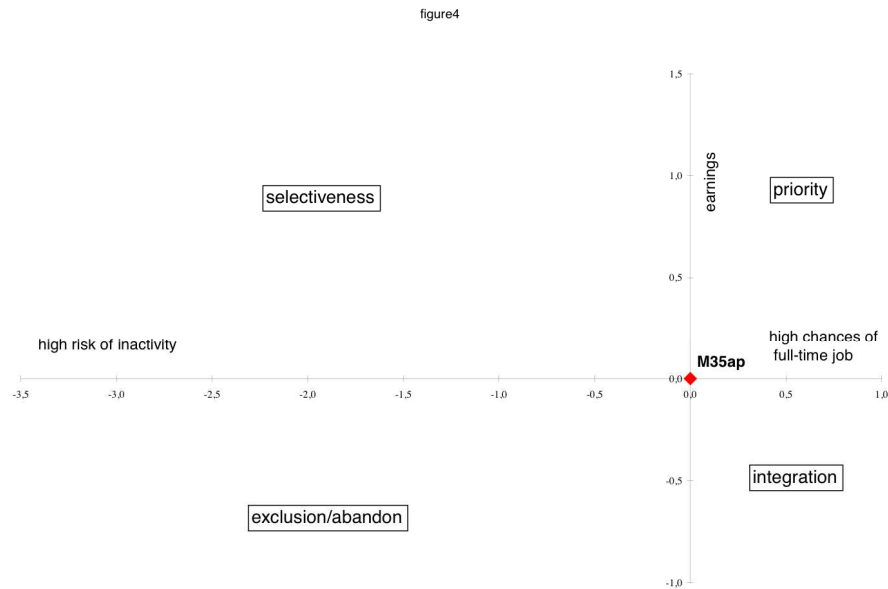 figure4
1,5
earnings
1,0
priority
selectiveness
0,5
high risk of inactivity
high chances of
full-time job
M35ap
0,0
-3,5 -3,0 -2,5 -2,0 -1,5 -1,0 -0,5 0,0 0,5 1,0
-0,5
integration
exclusion/abandon
-1,0